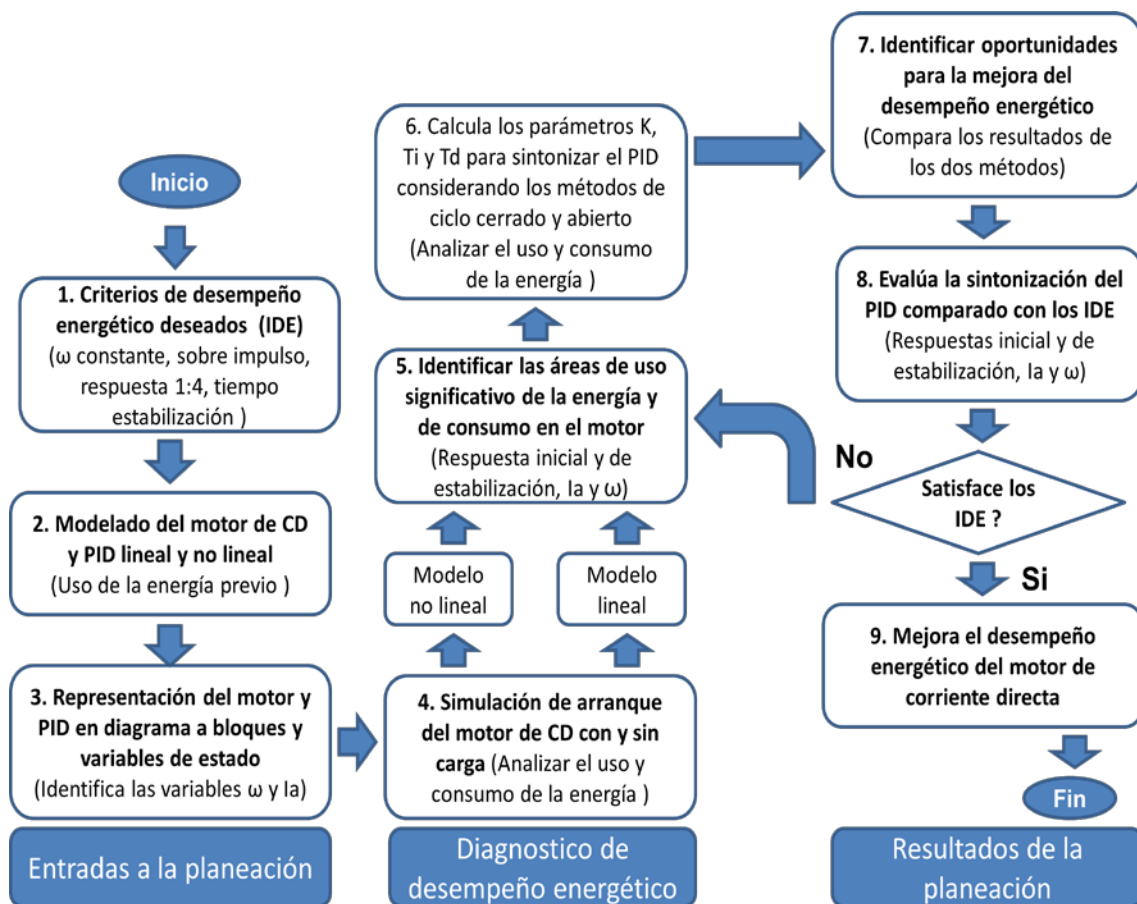 Inicio
1. Criterios de desempeño
energético deseados (IDE)
(ω constante, sobre impulso,
respuesta 1:4, tiempo
estabilización )
2. Modelado del motor de CD
y PID lineal y no lineal
(Uso de la energía previo )
3. Representación del motor y
PID en diagrama a bloques y
variables de estado
(Identifica las variables ω y Ia)
Entradas a la planeación
4. Simulación de arranque
del motor de CD con y sin
carga (Analizar el uso y
consumo de la energía )
Modelo
no lineal
Modelo
lineal
5. Identificar las áreas de uso
significativo de la energía y
de consumo en el motor
(Respuesta inicial y de
estabilización, Ia y ω)
6. Calcula los parámetros K,
Ti y Td para sintonizar el PID
considerando los métodos de
ciclo cerrado y abierto
(Analizar el uso y consumo
de la energía )
Diagnostico de
desempeño energético
7. Identificar oportunidades
para la mejora del
desempeño energético
(Compara los resultados de
los dos métodos)
8. Evalúa la sintonización del
PID comparado con los IDE
(Respuestas inicial y de
estabilización, Ia y ω)
Satisface los
IDE ?
No
Si
9. Mejora el desempeño
energético del motor de
corriente directa
Fin
Resultados de la
planeación